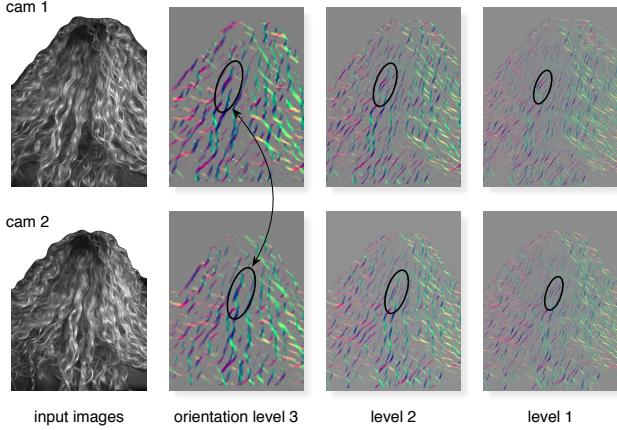 cam 1
cam 2
input images
orientation level 3
level 2
level 1